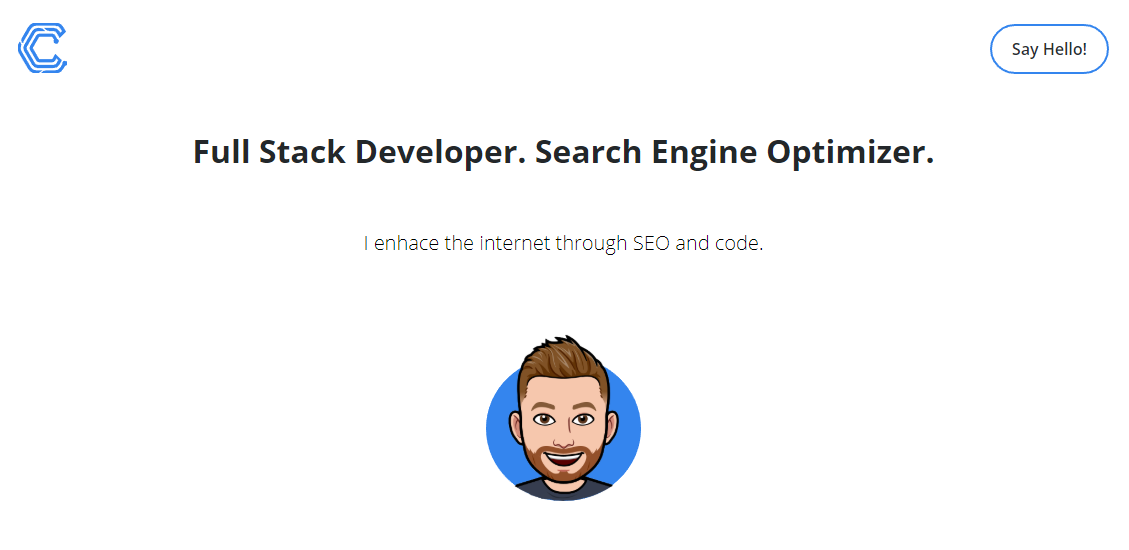 Say Hello!
Full Stack Developer. Search Engine Optimizer.
I enhace the internet through SEO and code.